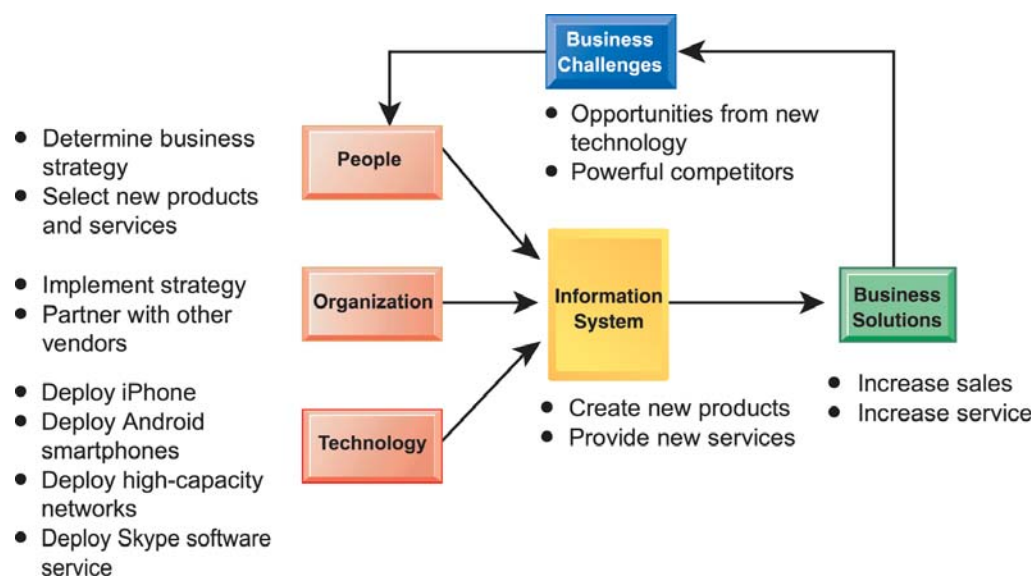 Business
Challenges
• Opportunities from new
technology
• Powerful competitors
• Determine business
strategy
• Select new products
and services
People
• Implement strategy
• Partner with other
vendors
Organization
• Deploy iPhone
• Deploy Android
smartphones
• Deploy high-capacity
networks
• Deploy Skype software
service
Technology
Information
System
• Create new products
• Provide new services
Business
Solutions
• Increase sales
• Increase service